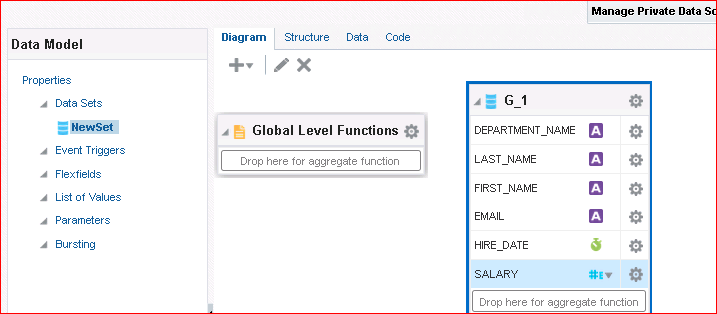 Manage Private Data So
Data Model
Diagram Structure Data Code
Properties
Data Sets
NewSet
Event Triggers
Flexfields
List of Values
Parameters
Bursting
Global Level Functions
Drop here for aggregate function
G_1
DEPARTMENT_NAME A
LAST_NAME A
FIRST_NAME A
EMAIL A
HIRE_DATE
SALARY
Drop here for aggregate function